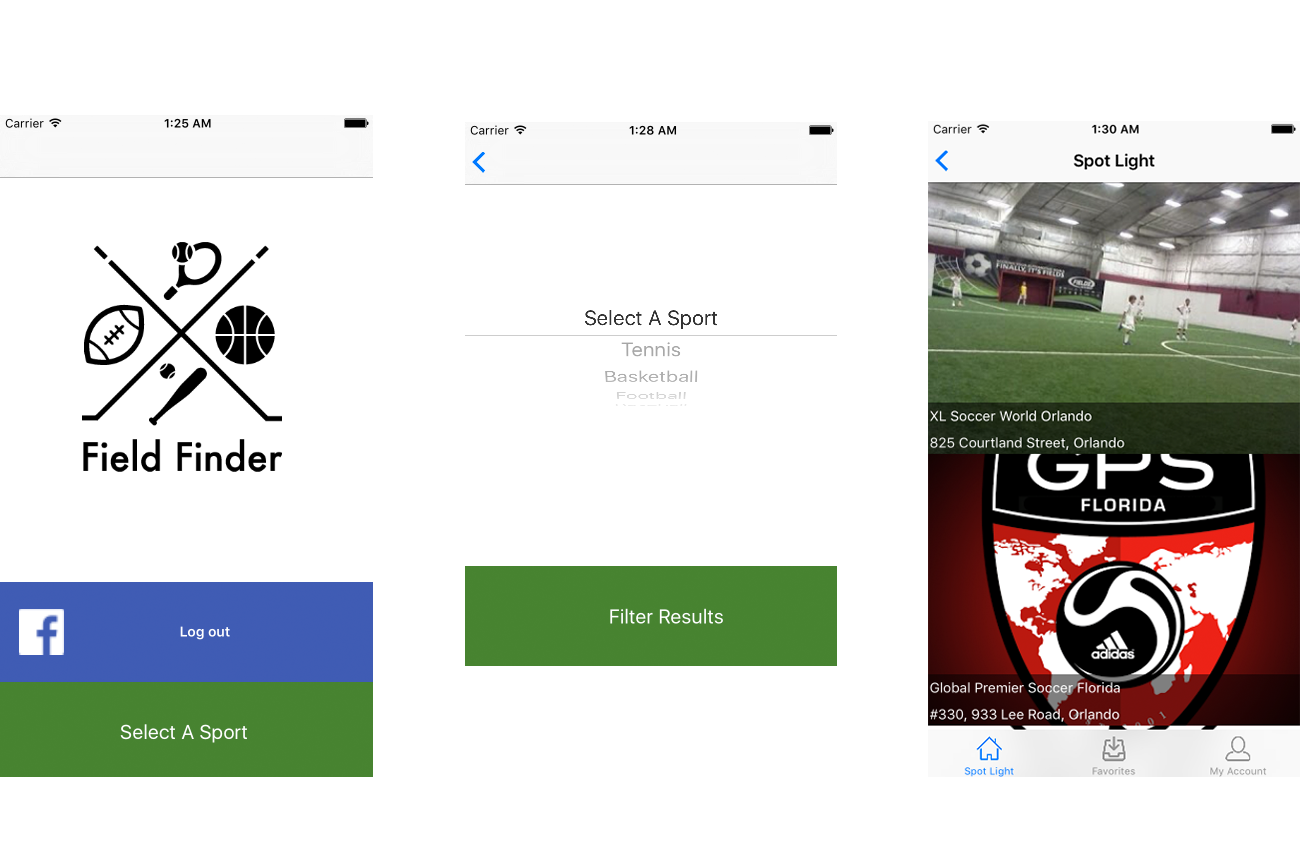 Carrier 1:25 AM
Field Finder
f
Log out
Select A Sport
Carrier 1:28 AM
Select A Sport
Tennis
Basketball
Football
Filter Results
Carrier 1:30 AM
Spot Light
FINALLY, IT'S FIELDS
FIELDS
XL Soccer World Orlando
825 Courtland Street, Orlando
GPS
FLORIDA
adidas
Global Premier Soccer Florida
#330, 933 Lee Road, Orlando
Spot Light Favorites My Account